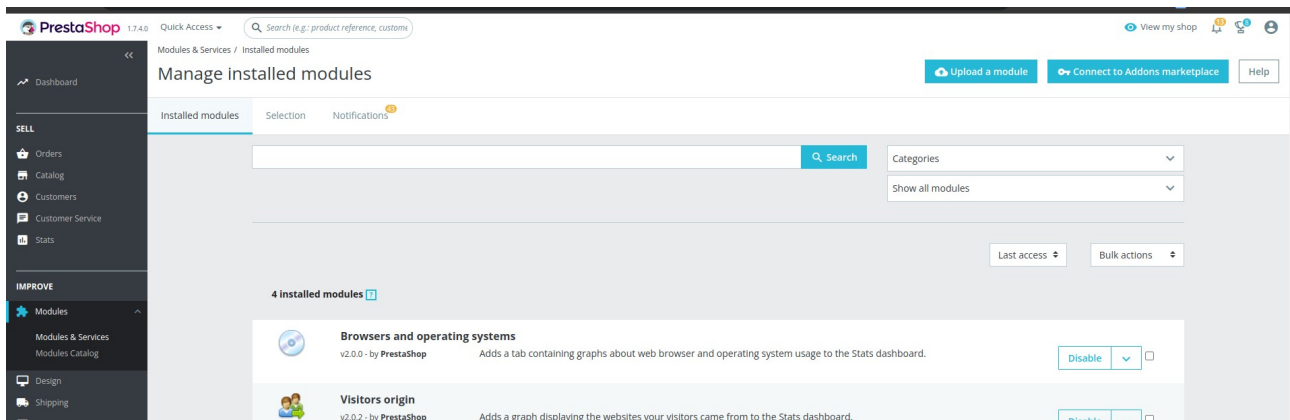 PrestaShop 1.7.4.0 Quick Access Search (e.g.: product reference, custome View my shop 13 6
Modules & Services / Installed modules
Manage installed modules
Upload a module Connect to Addons marketplace Help
Installed modules Selection Notifications 43
Dashboard
SELL
Orders
Catalog
Customers
Customer Service
Stats
IMPROVE
Modules
Modules & Services
Modules Catalog
Design
Shipping
Search
Categories
Show all modules
Last access Bulk actions
4 installed modules ?
Browsers and operating systems
v2.0.0 - by PrestaShop Adds a tab containing graphs about web browser and operating system usage to the Stats dashboard.
Disable
Visitors origin
v2.0.2 - by PrestaShop Adds a graph displaying the websites your visitors came from to the Stats dashboard.
Disable